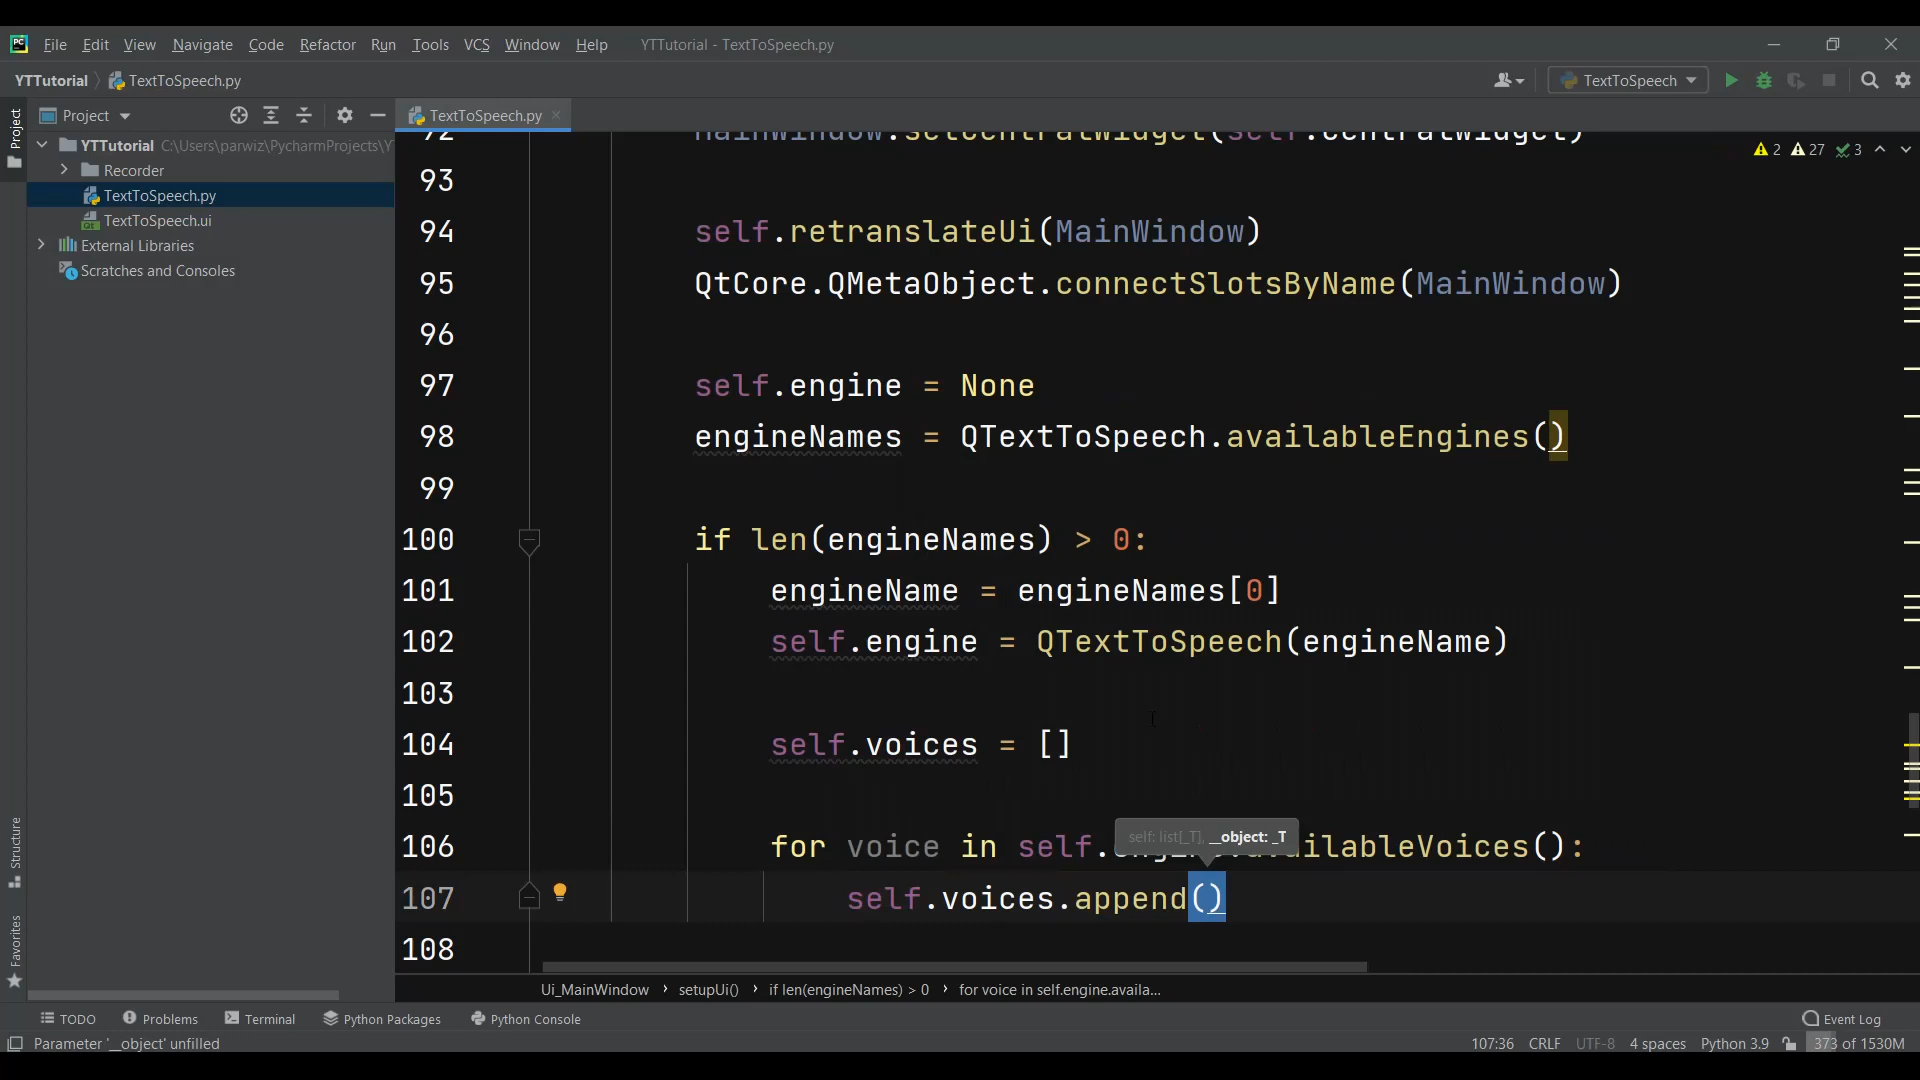 File Edit View Navigate Code Refactor Run Tools VCS Window Help YTTutorial - TextToSpeech.py
YTTutorial TextToSpeech.py TextToSpeech
Project
Project
TextToSpeech.py
YTTutorial C:\Users\parwiz\PycharmProjects\Y
Recorder
TextToSpeech.py
TextToSpeech.ui
External Libraries
Scratches and Consoles
2 27 3
92 MainWindow.setCentralWidget(self.centralwidget)
93
94 self.retranslateUi(MainWindow)
95 QtCore.QMetaObject.connectSlotsByName(MainWindow)
96
97 self.engine = None
98 engineNames = QTextToSpeech.availableEngines()
99
100 if len(engineNames) > 0:
101 engineName = engineNames[0]
102 self.engine = QTextToSpeech(engineName)
103
104 self.voices = []
105
self: list[_T], __object: _T
106 for voice in self.engine.availableVoices():
107 self.voices.append()
108
Structure
Favorites
Ui_MainWindow › setupUi() › if len(engineNames) > 0 › for voice in self.engine.availa...
TODO Problems Terminal Python Packages Python Console Event Log
Parameter '__object' unfilled 107:36 CRLF UTF-8 4 spaces Python 3.9 373 of 1530M